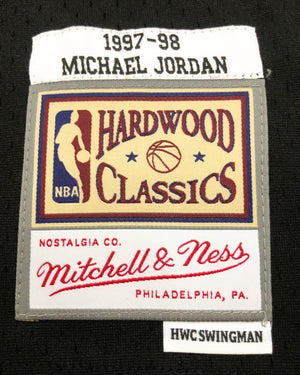 1997-98
MICHAEL JORDAN
NBA
HARDWOOD
CLASSICS
NOSTALGIA CO.
Mitchell & Ness
PHILADELPHIA, PA.
HWC SWINGMAN